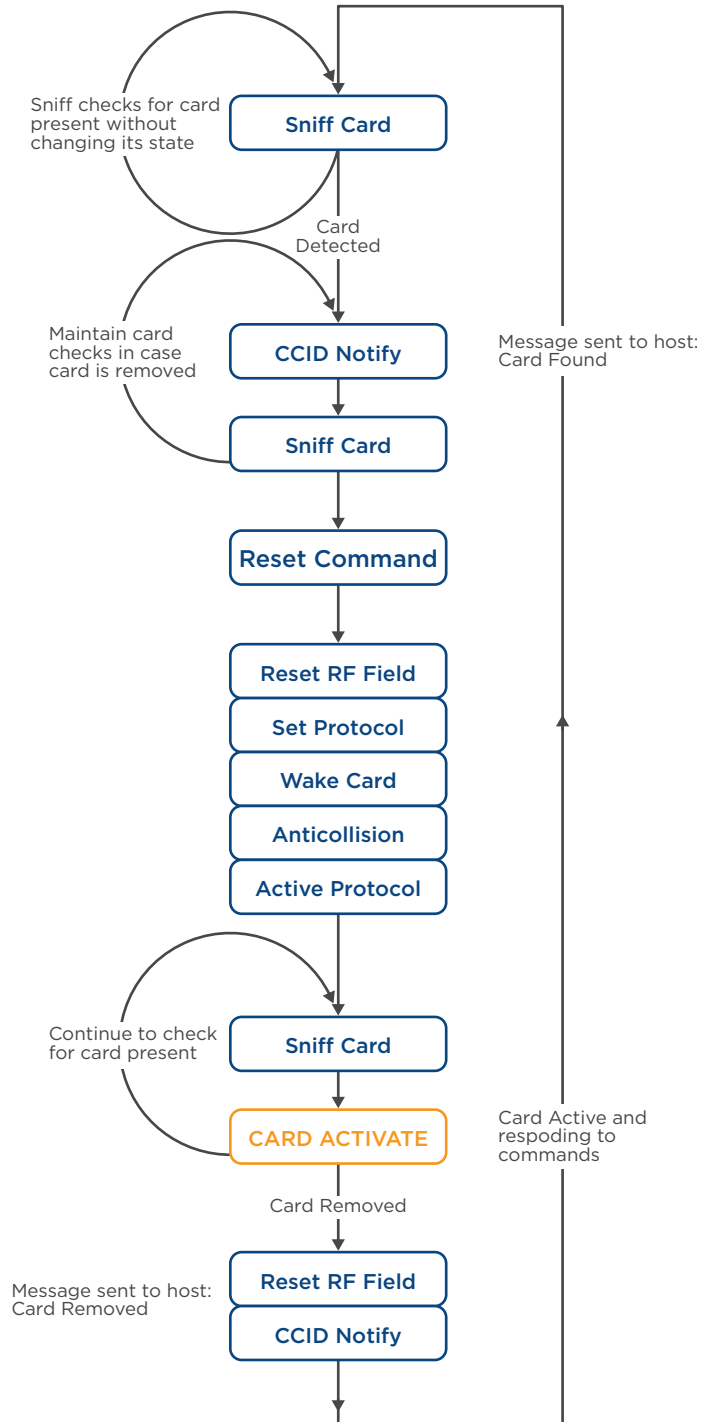 Sniff checks for card
present without
changing its state
Sniff Card
Card
Detected
Maintain card
checks in case
card is removed
CCID Notify
Message sent to host:
Card Found
Sniff Card
Reset Command
Reset RF Field
Set Protocol
Wake Card
Anticollision
Active Protocol
Continue to check
for card present
Sniff Card
CARD ACTIVATE
Card Active and
respoding to
commands
Card Removed
Message sent to host:
Card Removed
Reset RF Field
CCID Notify